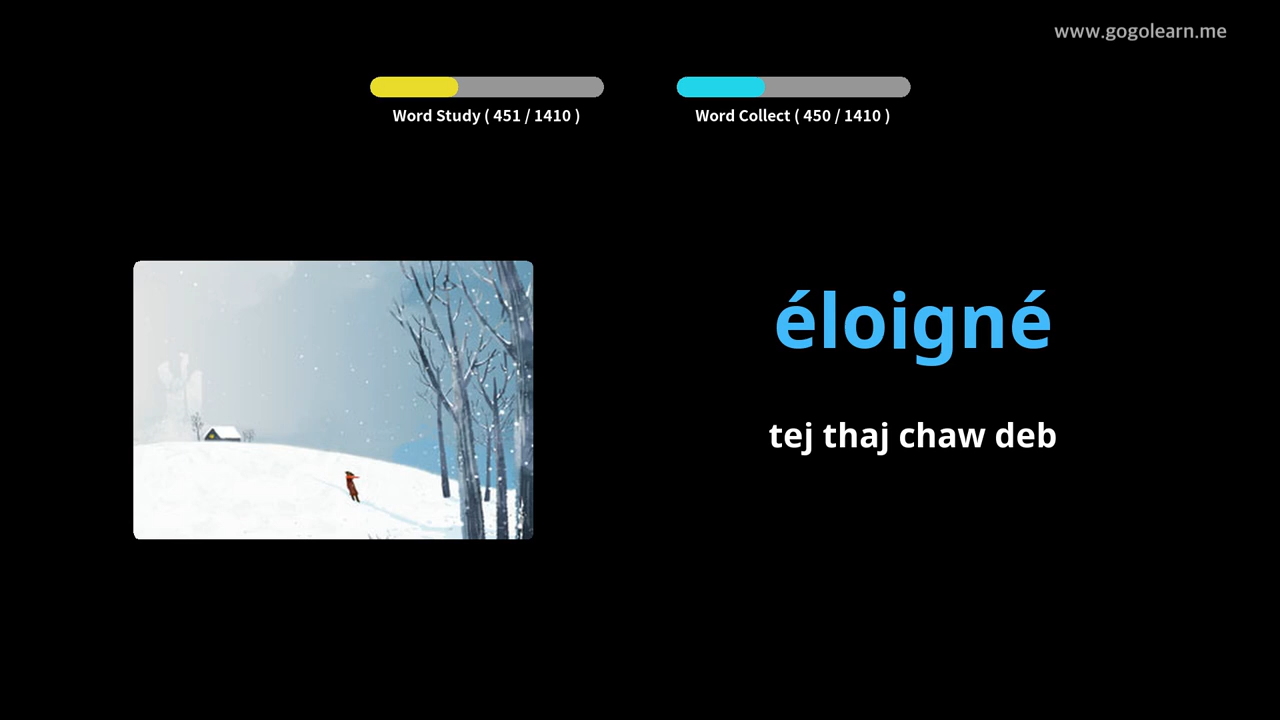 www.gogolearn.me
Word Study ( 451 / 1410 )
Word Collect ( 450 / 1410 )
éloigné
tej thaj chaw deb